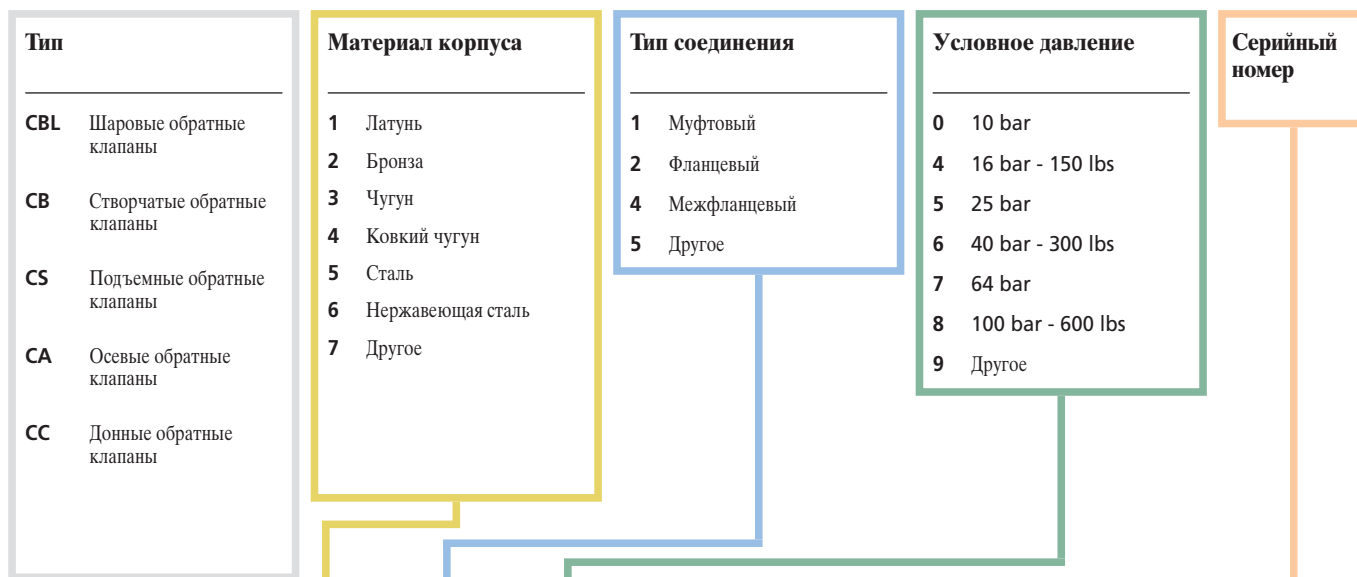 Тип
CBL Шаровые обратные
клапаны
CB Створчатые обратные
клапаны
CS Подъемные обратные
клапаны
CA Осевые обратные
клапаны
CC Донные обратные
клапаны
Материал корпуса
1 Латунь
2 Бронза
3 Чугун
4 Ковкий чугун
5 Сталь
6 Нержавеющая сталь
7 Другое
Тип соединения
1 Муфтовый
2 Фланцевый
4 Межфланцевый
5 Другое
Условное давление
0 10 bar
4 16 bar - 150 lbs
5 25 bar
6 40 bar - 300 lbs
7 64 bar
8 100 bar - 600 lbs
9 Другое
Серийный
номер